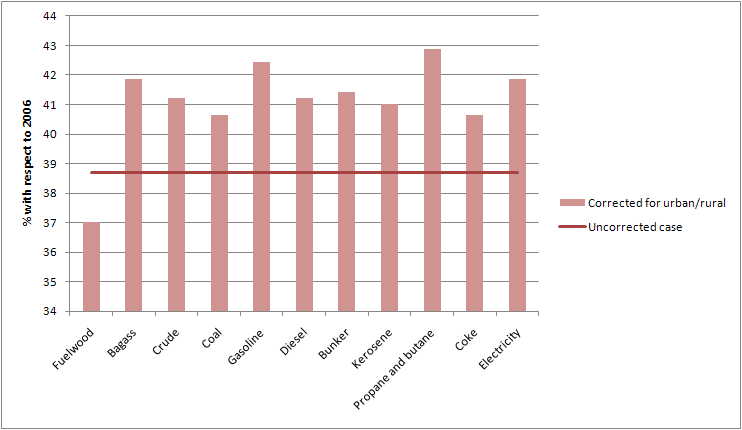 % with respect to 2006
44
43
42
41
40
39
38
37
36
35
34
Fuelwood
Bagass
Crude
Coal
Gasoline
Diesel
Bunker
Kerosene
Propane and butane
Coke
Electricity
Corrected for urban/rural
Uncorrected case